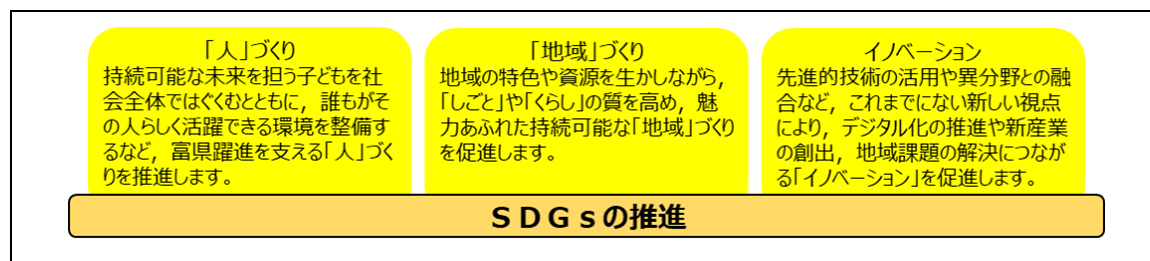 「人」づくり
持続可能な未来を担う子どもを社
会全体ではぐくむとともに，誰もがそ
の人らしく活躍できる環境を整備す
るなど，富県躍進を支える「人」づく
りを推進します。
「地域」づくり
地域の特色や資源を生かしながら，
「しごと」や「くらし」の質を高め，魅
力あふれた持続可能な「地域」づくり
を促進します。
イノベーション
先進的技術の活用や異分野との融
合など，これまでにない新しい視点
により，デジタル化の推進や新産業
の創出，地域課題の解決につなが
る「イノベーション」を促進します。
ＳＤＧｓの推進